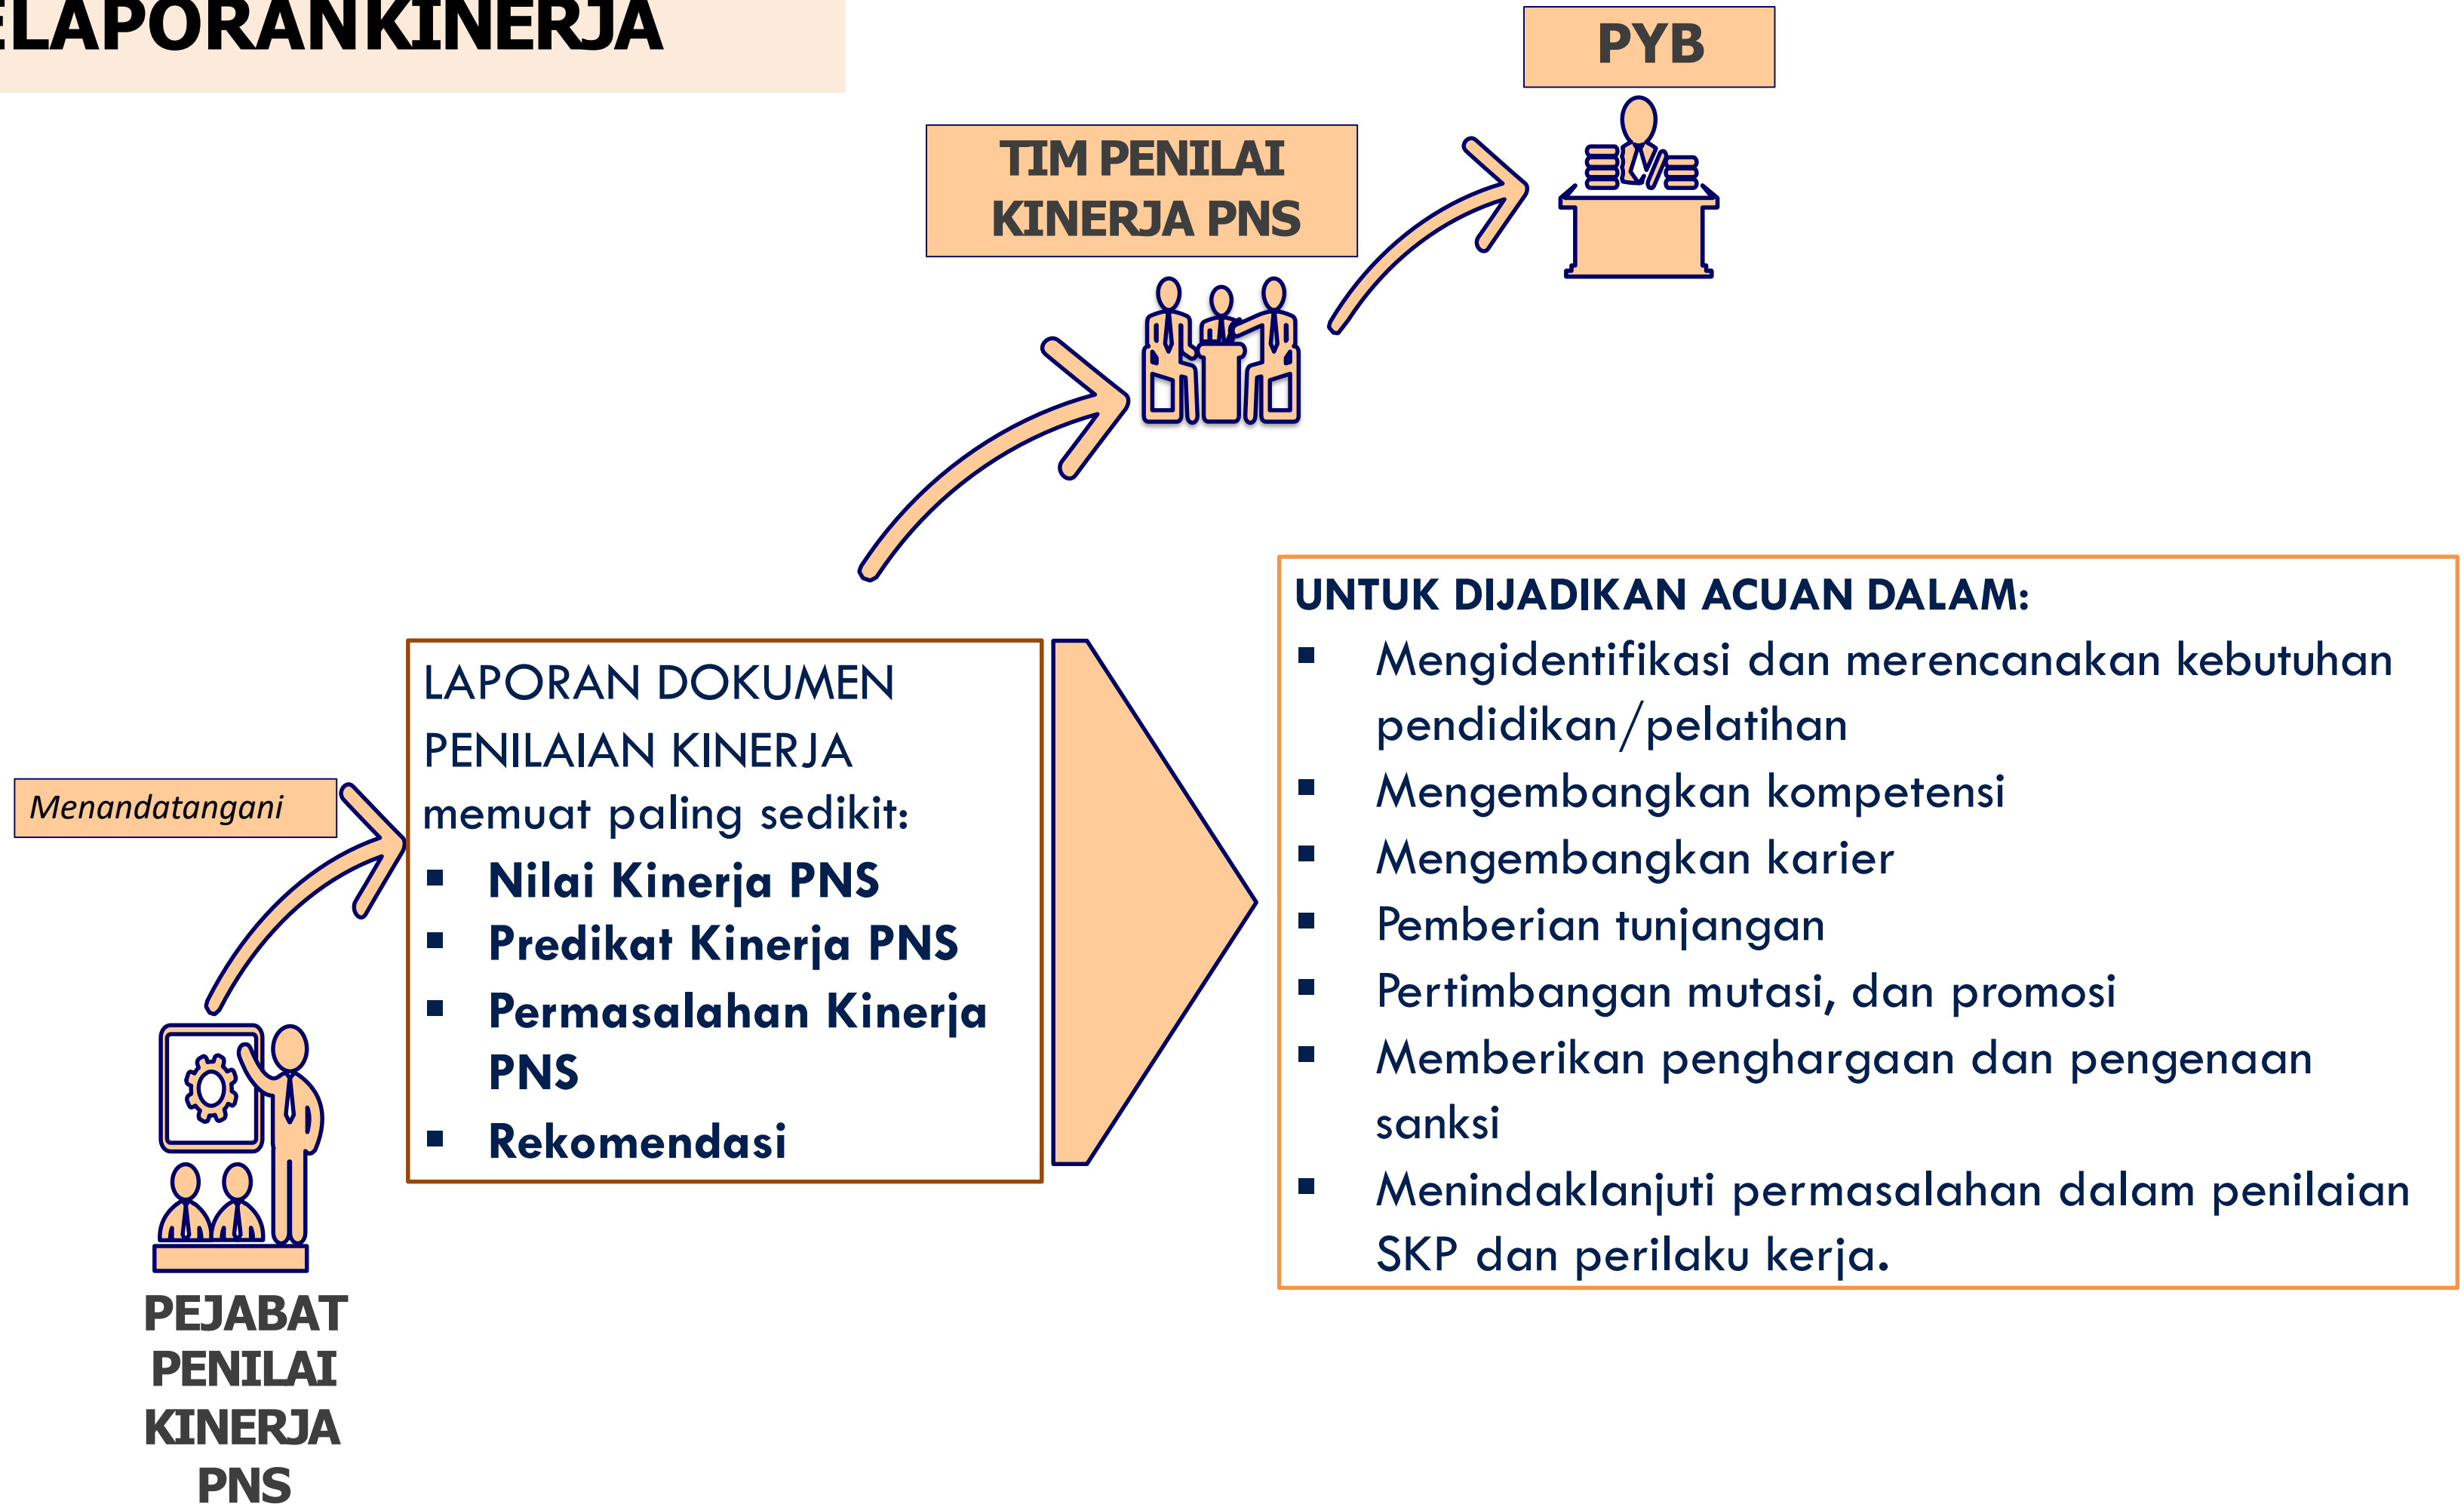 ELAPORAN KINERJA
PYB
TIM PENILAI
KINERJA PNS
UNTUK DIJADIKAN ACUAN DALAM:
▪ Mengidentifikasi dan merencanakan kebutuhan
pendidikan/pelatihan
▪ Mengembangkan kompetensi
▪ Mengembangkan karier
▪ Pemberian tunjangan
▪ Pertimbangan mutasi, dan promosi
▪ Memberikan penghargaan dan pengenaan
sanksi
▪ Menindaklanjuti permasalahan dalam penilaian
SKP dan perilaku kerja.
LAPORAN DOKUMEN
PENILAIAN KINERJA
memuat paling sedikit:
▪ Nilai Kinerja PNS
▪ Predikat Kinerja PNS
▪ Permasalahan Kinerja
PNS
▪ Rekomendasi
Menandatangani
PEJABAT
PENILAI
KINERJA
PNS